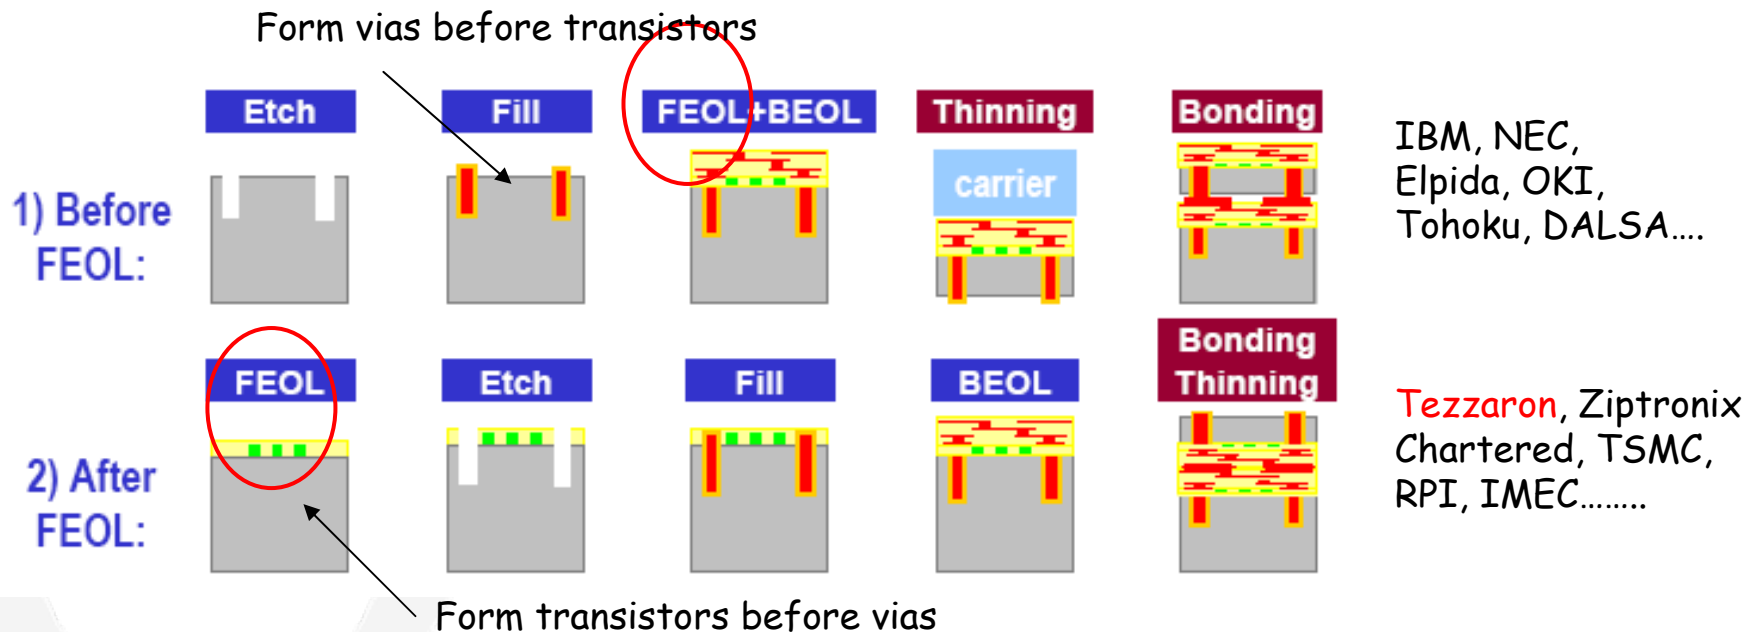 Form vias before transistors
Etch
Fill
FEOL+BEOL
Thinning
Bonding
1) Before
FEOL:
carrier
IBM, NEC,
Elpida, OKI,
Tohoku, DALSA....
FEOL
Etch
Fill
BEOL
Bonding
Thinning
2) After
FEOL:
Tezzaron, Ziptronix
Chartered, TSMC,
RPI, IMEC........
Form transistors before vias